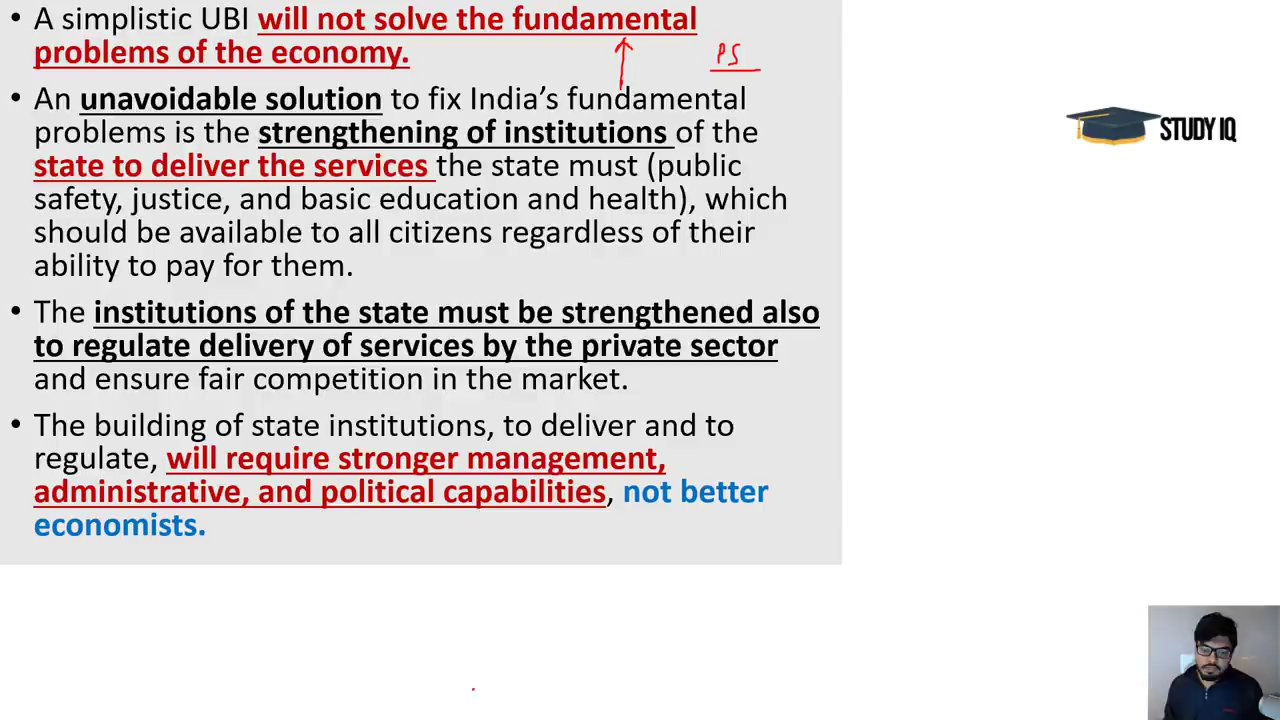 • A simplistic UBI will not solve the fundamental
problems of the economy.
PS
• An unavoidable solution to fix India's fundamental
problems is the strengthening of institutions of the
state to deliver the services the state must (public
safety, justice, and basic education and health), which
should be available to all citizens regardless of their
ability to pay for them.
• The institutions of the state must be strengthened also
to regulate delivery of services by the private sector
and ensure fair competition in the market.
• The building of state institutions, to deliver and to
regulate, will require stronger management,
administrative, and political capabilities, not better
economists.
STUDY IQ